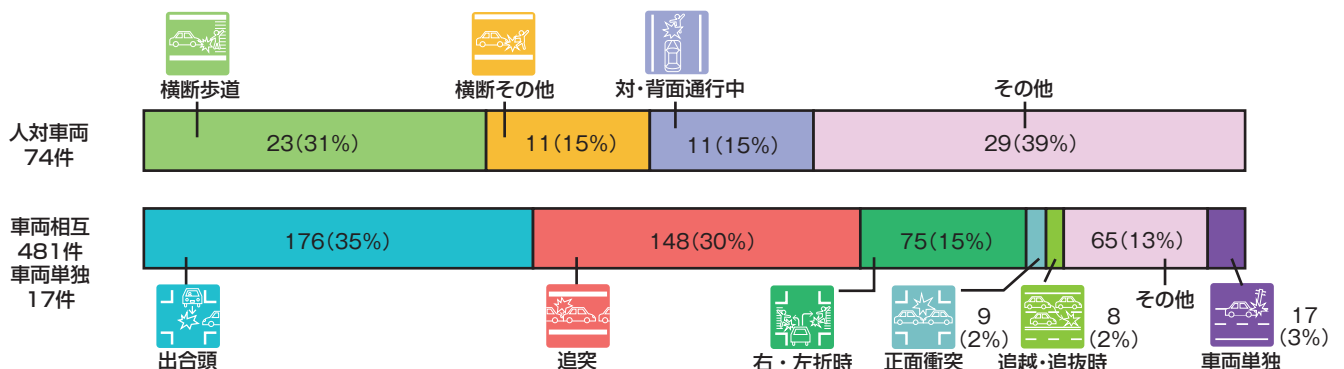 横断歩道
横断その他
対・背面通行中
その他
人対車両
74件
23(31%)
11(15%)
11(15%)
29(39%)
車両相互
481件
車両単独
17件
176(35%)
148(30%)
75(15%)
65(13%)
その他
9
(2%)
8
(2%)
17
(3%)
出合頭
追突
右・左折時
正面衝突
追越・追抜時
車両単独